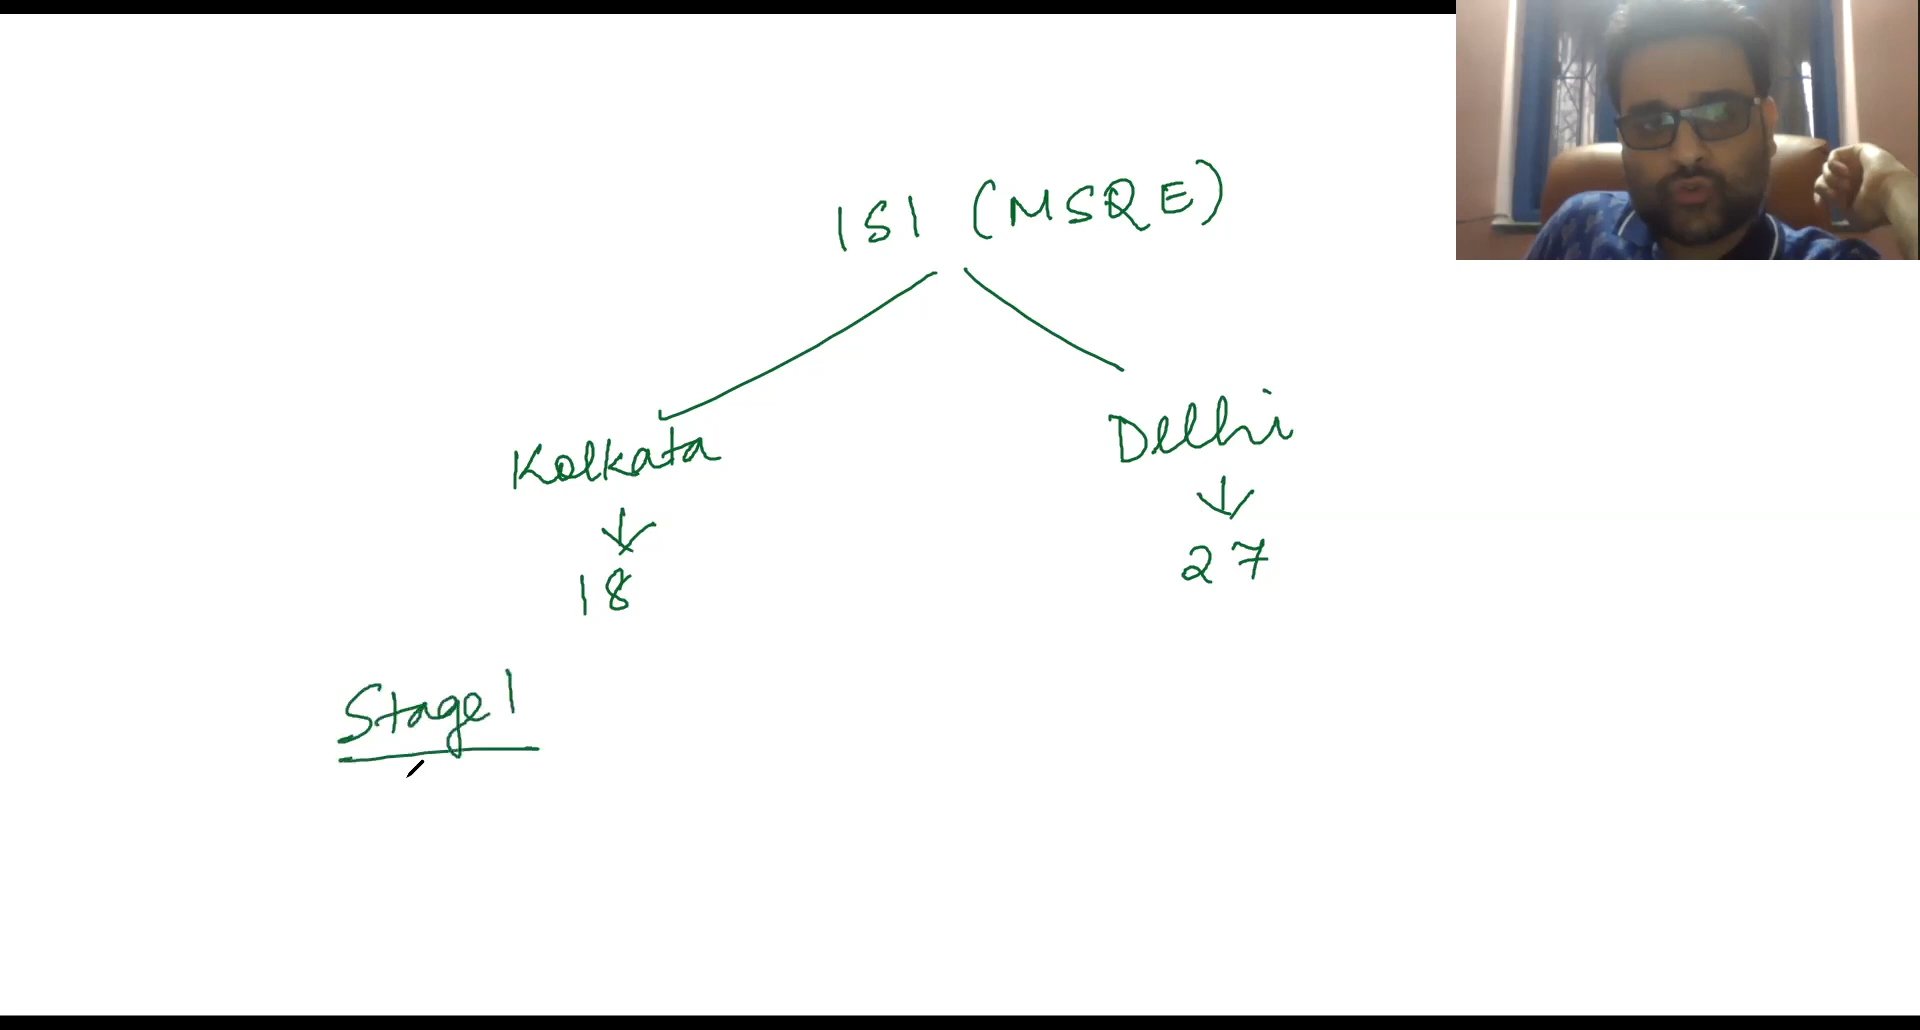 ISI (MSQE)
Kolkata
Delhi
18
27
Stage 1